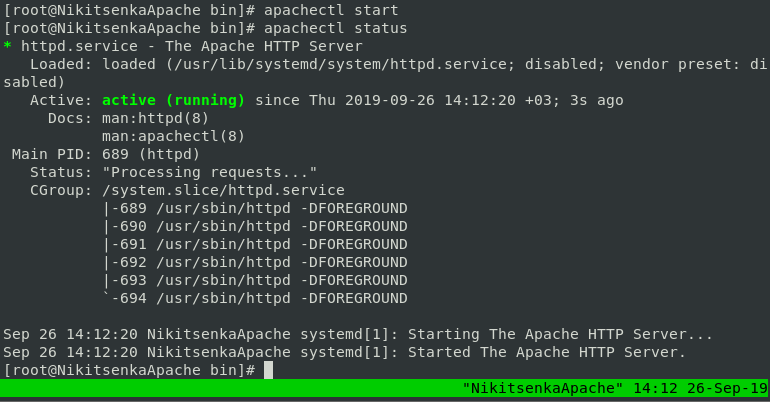 [root@NikitsenkaApache bin]# apachectl start
[root@NikitsenkaApache bin]# apachectl status
* httpd.service - The Apache HTTP Server
   Loaded: loaded (/usr/lib/systemd/system/httpd.service; disabled; vendor preset: di
sabled)
   Active: active (running) since Thu 2019-09-26 14:12:20 +03; 3s ago
     Docs: man:httpd(8)
           man:apachectl(8)
 Main PID: 689 (httpd)
   Status: "Processing requests..."
   CGroup: /system.slice/httpd.service
           |-689 /usr/sbin/httpd -DFOREGROUND
           |-690 /usr/sbin/httpd -DFOREGROUND
           |-691 /usr/sbin/httpd -DFOREGROUND
           |-692 /usr/sbin/httpd -DFOREGROUND
           |-693 /usr/sbin/httpd -DFOREGROUND
           `-694 /usr/sbin/httpd -DFOREGROUND

Sep 26 14:12:20 NikitsenkaApache systemd[1]: Starting The Apache HTTP Server...
Sep 26 14:12:20 NikitsenkaApache systemd[1]: Started The Apache HTTP Server.
[root@NikitsenkaApache bin]#
"NikitsenkaApache" 14:12 26-Sep-19